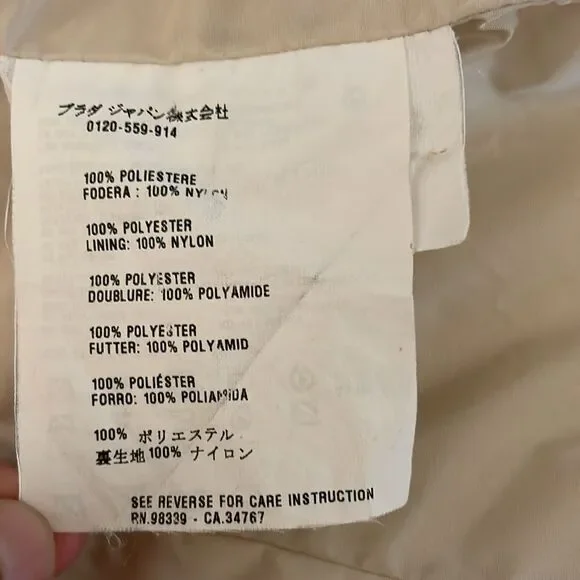 プラダ ジャパン株式会社
0120-559-914
100% POLIESTERE
FODERA : 100% NYLON
100% POLYESTER
LINING: 100% NYLON
100% POLYESTER
DOUBLURE: 100% POLYAMIDE
100% POLYESTER
FUTTER: 100% POLYAMID
100% POLIÉSTER
FORRO: 100% POLIAMIDA
100% ポリエステル
裏生地 100% ナイロン
SEE REVERSE FOR CARE INSTRUCTION
RN.98339 - CA.34767